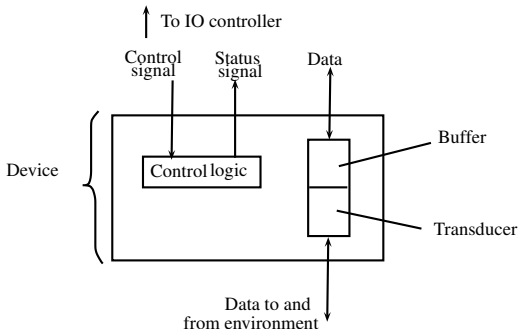 To IO controller
Control
signal
Status
signal
Data
Buffer
Device
Control logic
Transducer
Data to and
from environment